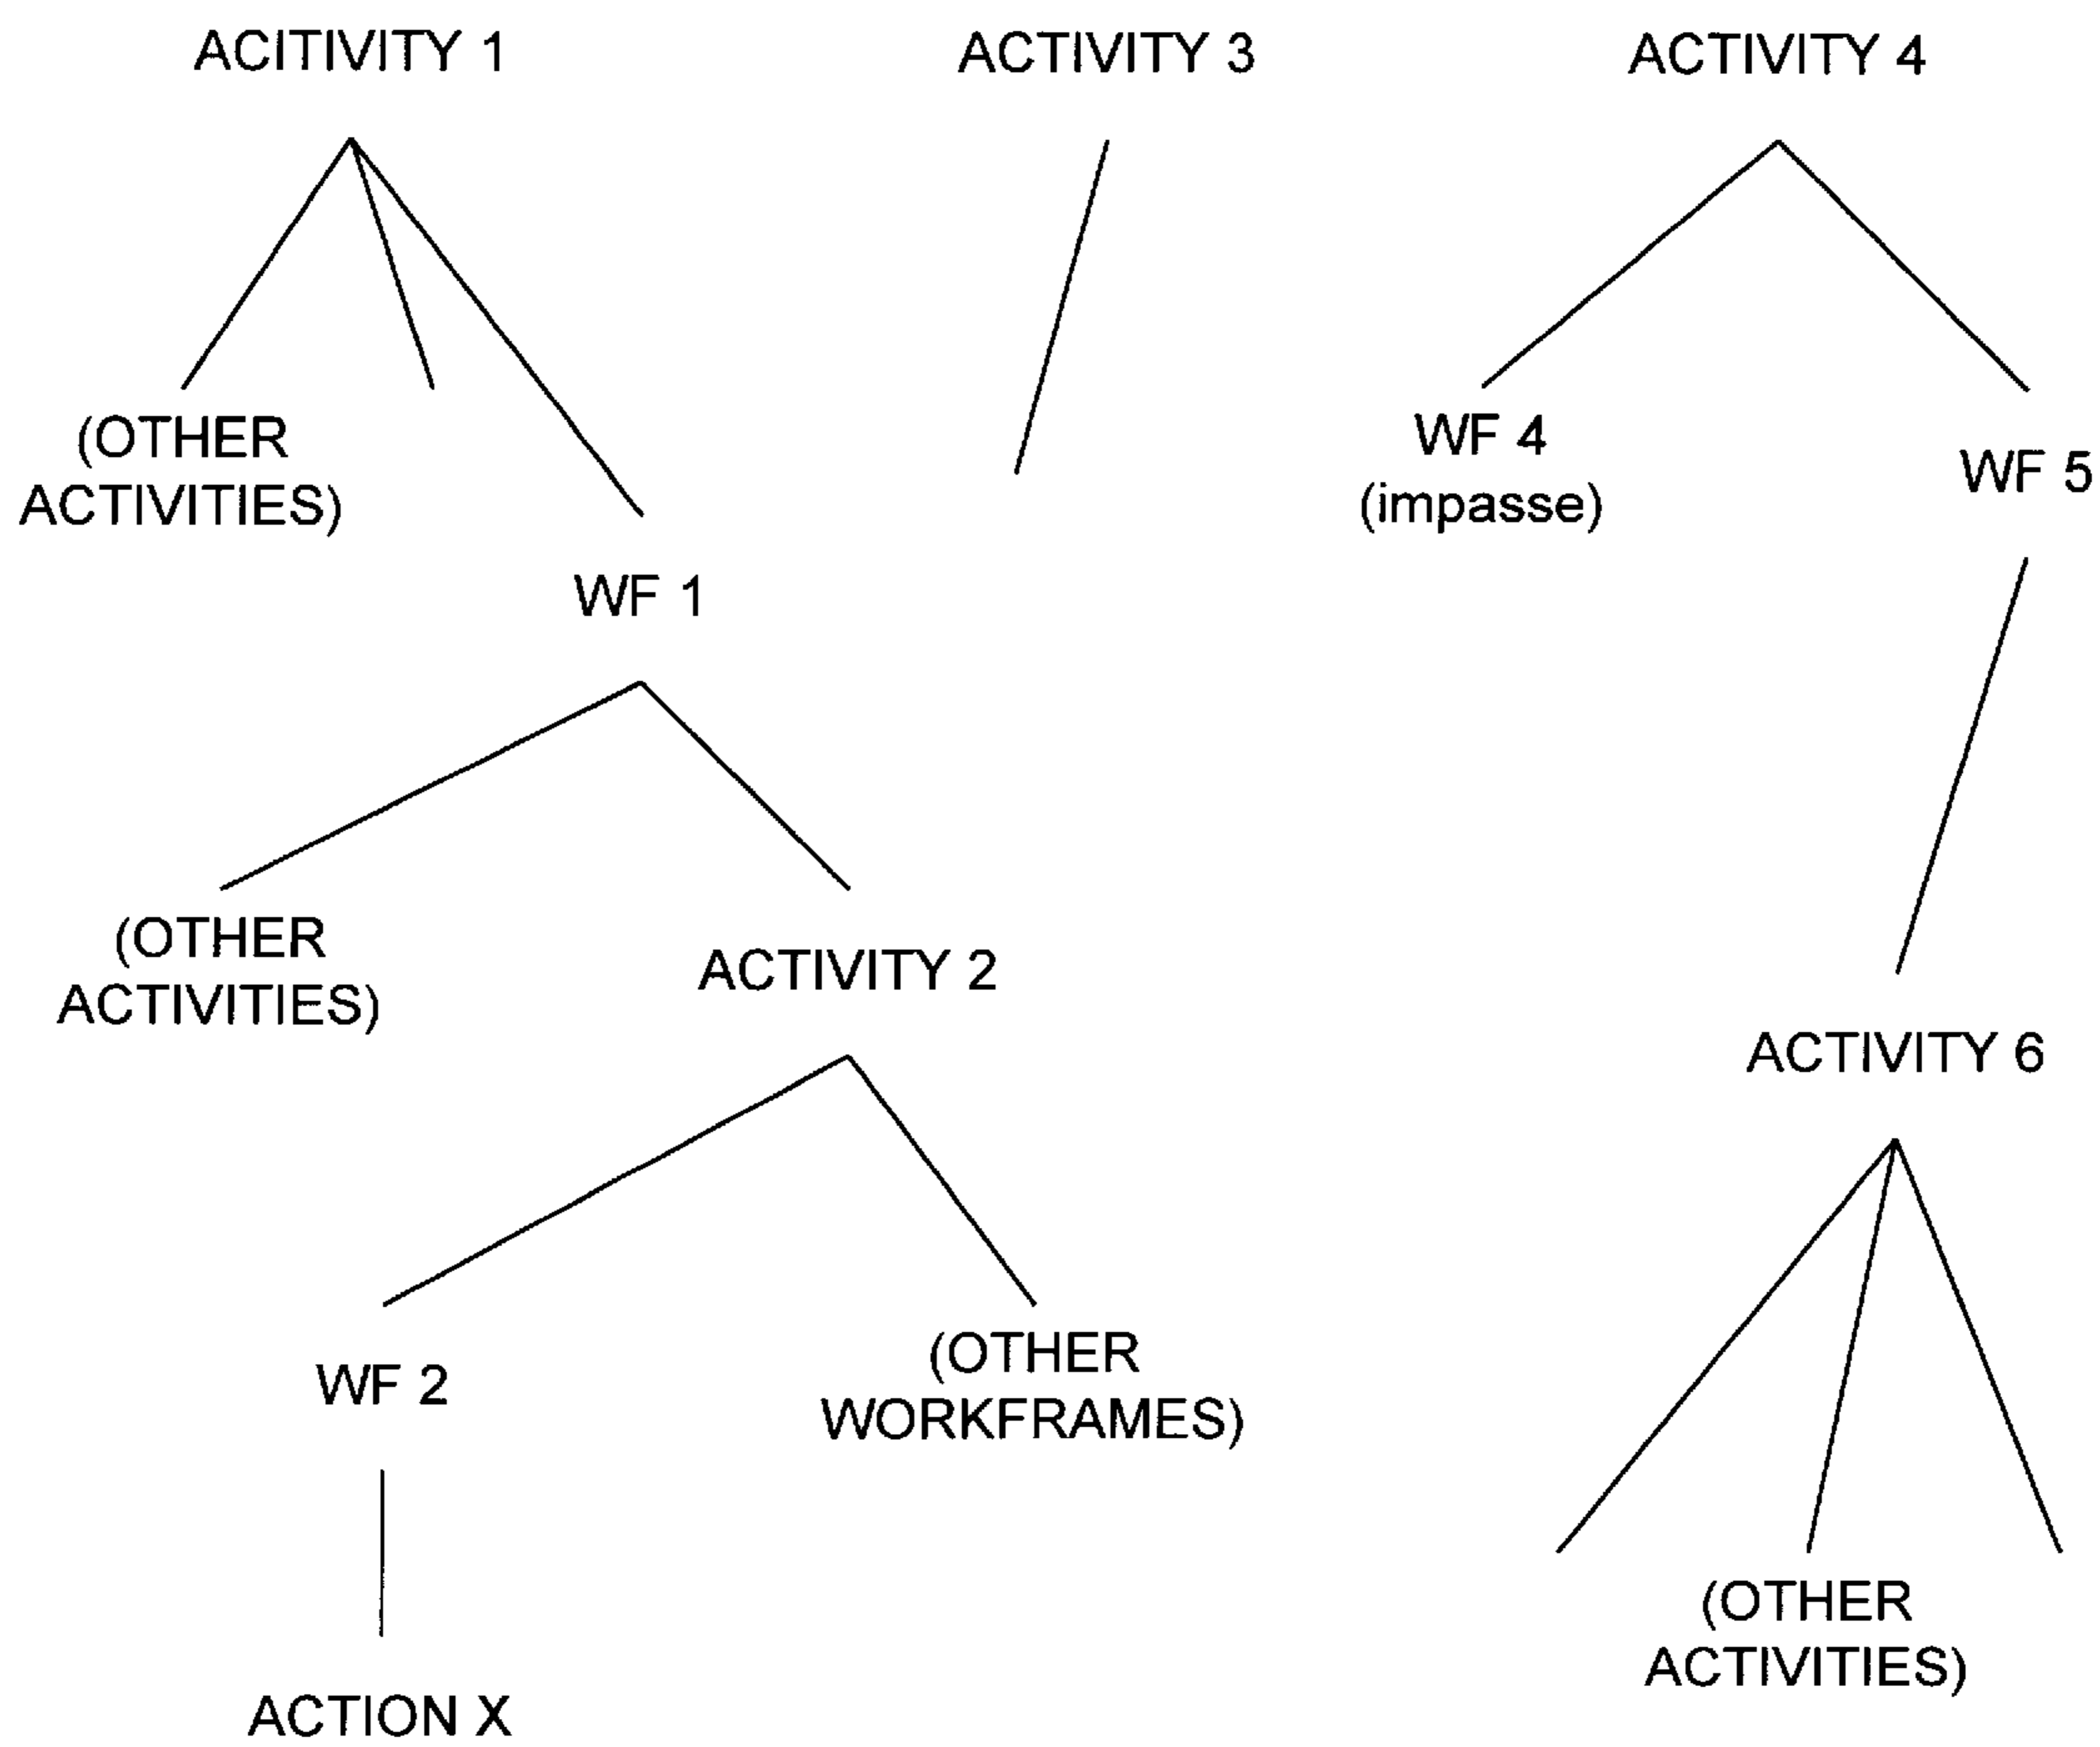 ACITIVITY 1
ACTIVITY 3
ACTIVITY 4
(OTHER
ACTIVITIES)
WF 4
(impasse)
WF 5
WF 1
(OTHER
ACTIVITIES)
ACTIVITY 2
ACTIVITY 6
WF 2
(OTHER
WORKFRAMES)
(OTHER
ACTIVITIES)
ACTION X